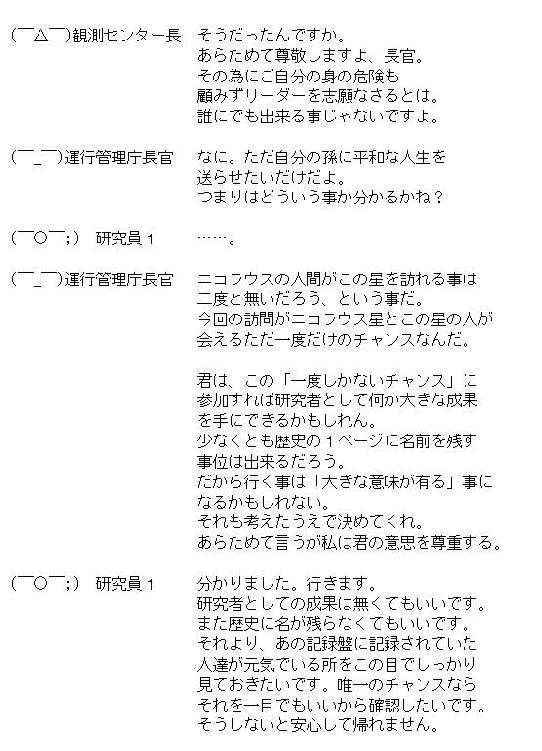 (￣△￣)観測センター長　そうだったんですか。
あらためて尊敬しますよ、長官。
その為にご自分の身の危険も
顧みずリーダーを志願なさるとは。
誰にでも出来る事じゃないですよ。
(￣_￣)運行管理庁長官　なに。ただ自分の孫に平和な人生を
送らせたいだけだよ。
つまりはどういう事か分かるかね？
(￣○￣;)　研究員１　……。
(￣_￣)運行管理庁長官　ニコラウスの人間がこの星を訪れる事は
二度と無いだろう、という事だ。
今回の訪問がニコラウス星とこの星の人が
会えるただ一度だけのチャンスなんだ。
君は、この「一度しかないチャンス」に
参加すれば研究者として何か大きな成果
を手にできるかもしれん。
少なくとも歴史の１ページに名前を残す
事位は出来るだろう。
だから行く事は「大きな意味が有る」事に
なるかもしれない。
それも考えたうえで決めてくれ。
あらためて言うが私は君の意思を尊重する。
(￣○￣;)　研究員１　分かりました。行きます。
研究者としての成果は無くてもいいです。
また歴史に名が残らなくてもいいです。
それより、あの記録盤に記録されていた
人達が元気でいる所をこの目でしっかり
見ておきたいです。唯一のチャンスなら
それを一目でもいいから確認したいです。
そうしないと安心して帰れません。